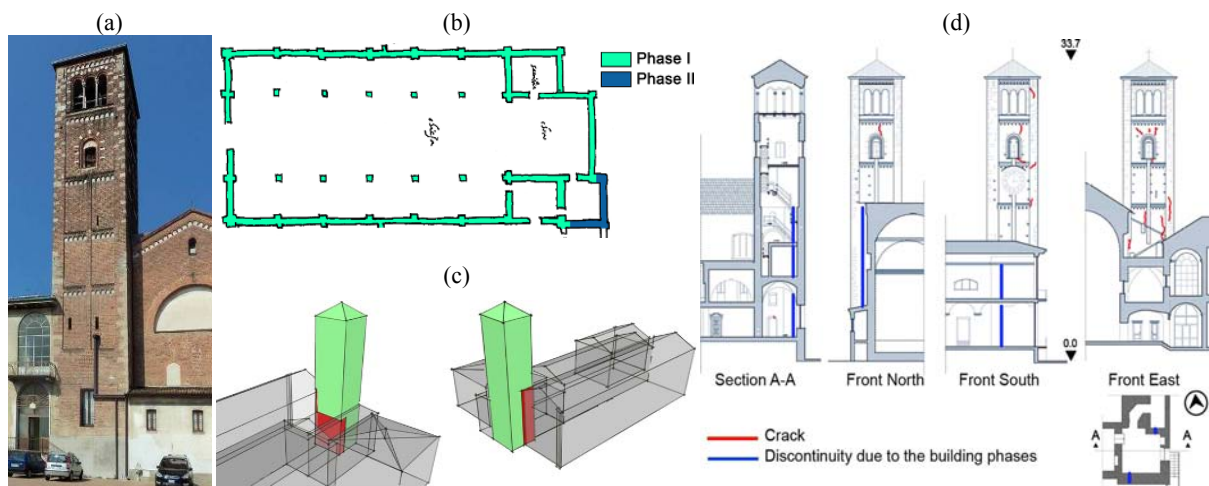 (a)
(b)
Phase I
Phase II
(c)
(d)
33.7
0.0
Section A-A
Front North
Front South
Front East
Crack
Discontinuity due to the building phases
A
A